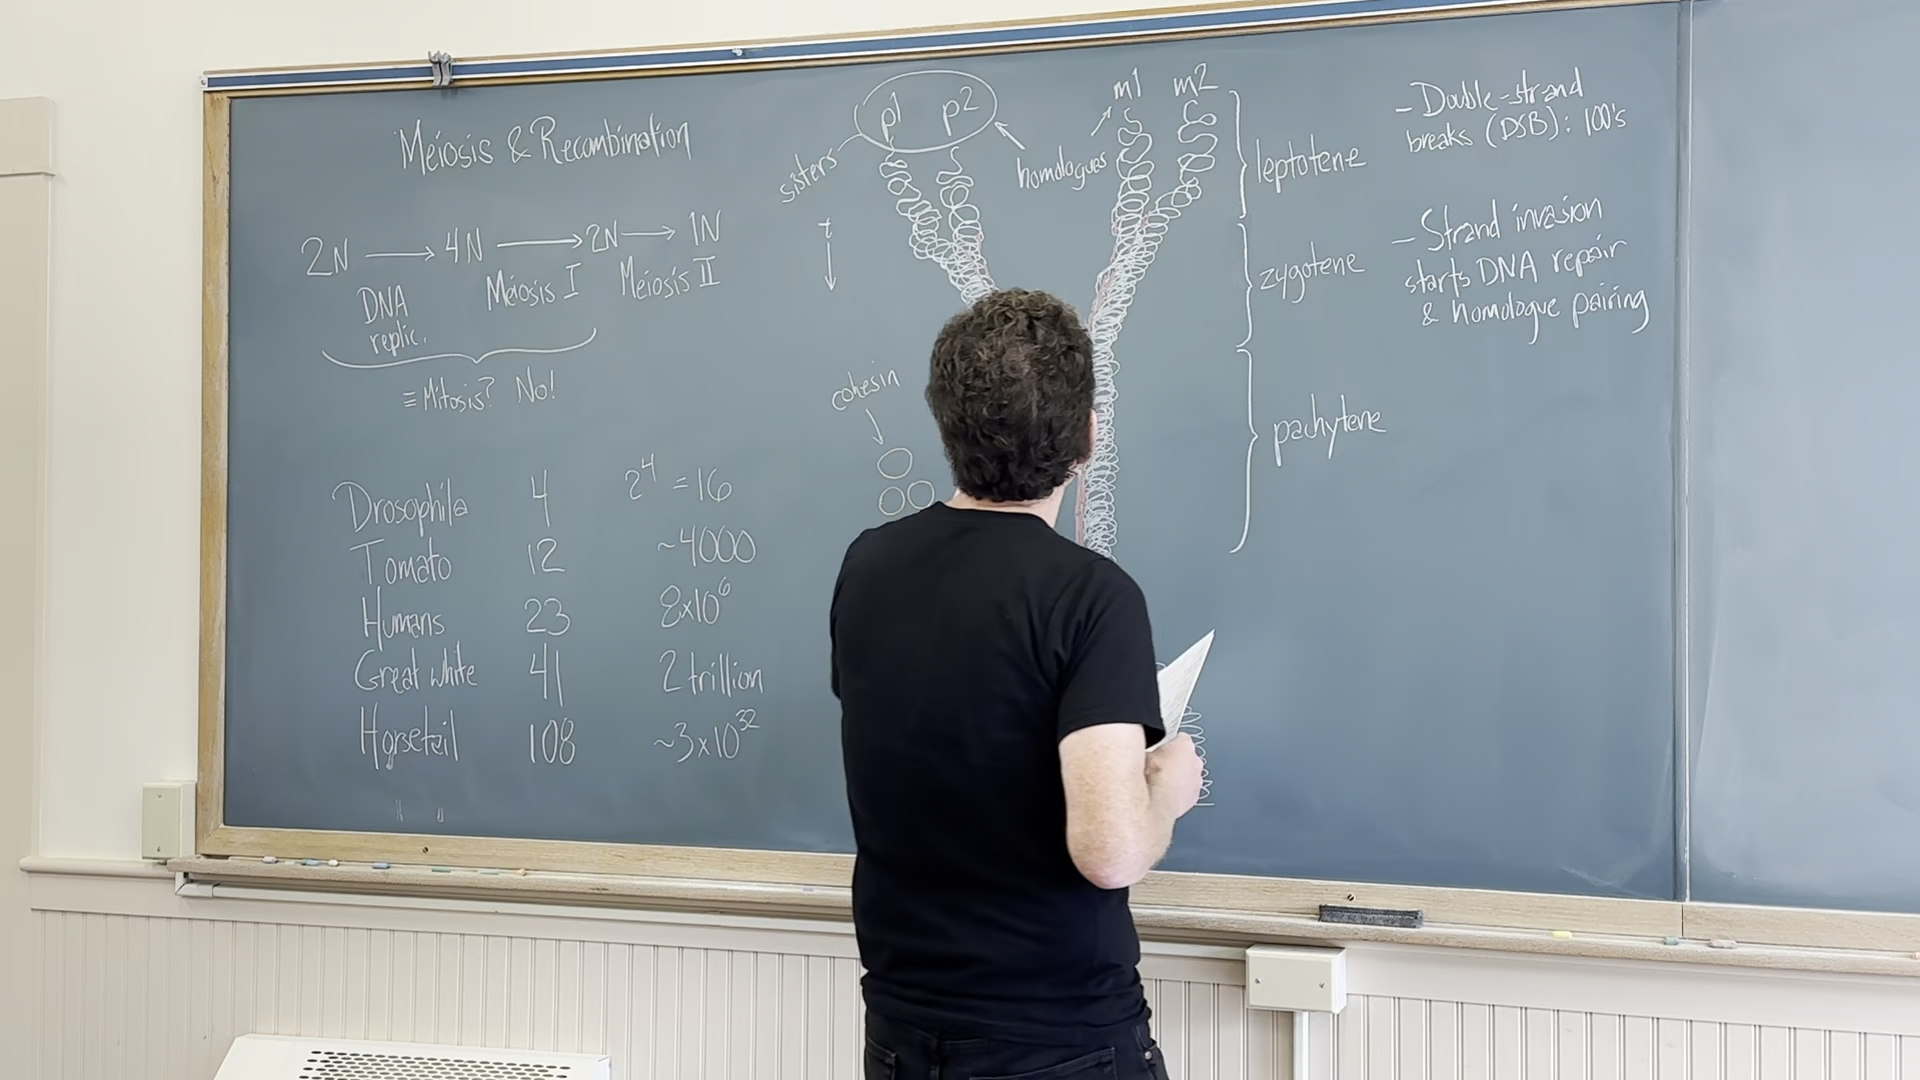 Meiosis & Recombination
2N → 4N → 2N → 1N
DNA replic.
Meiosis I
Meiosis II
≡ Mitosis? No!
Drosophila 4 2^4 = 16
Tomato 12 ~4000
Humans 23 8x10^6
Great white 41 2 trillion
Horsetail 108 ~3x10^32
p1 p2
m1 m2
sisters
homologues
t
cohesin
leptotene
zygotene
pachytene
- Double-strand
breaks (DSB): 100's
- Strand invasion
starts DNA repair
& homologue pairing